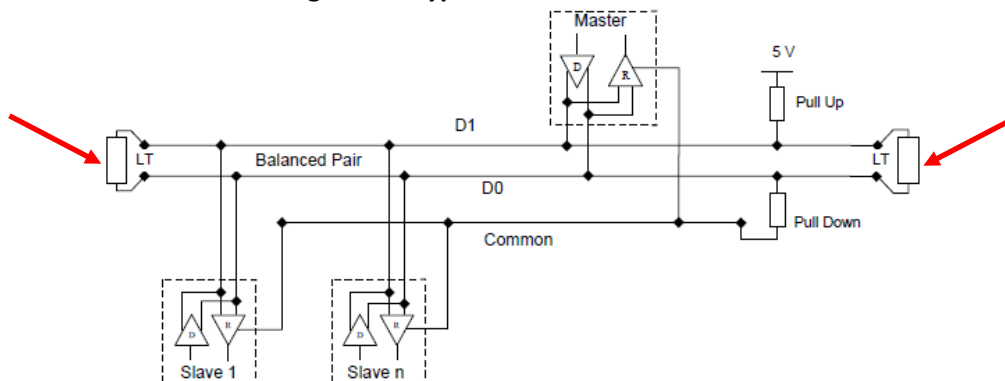 Master
D
R
5 V
Pull Up
D1
LT
Balanced Pair
LT
D0
Pull Down
Common
D
R
D
R
Slave 1
Slave n